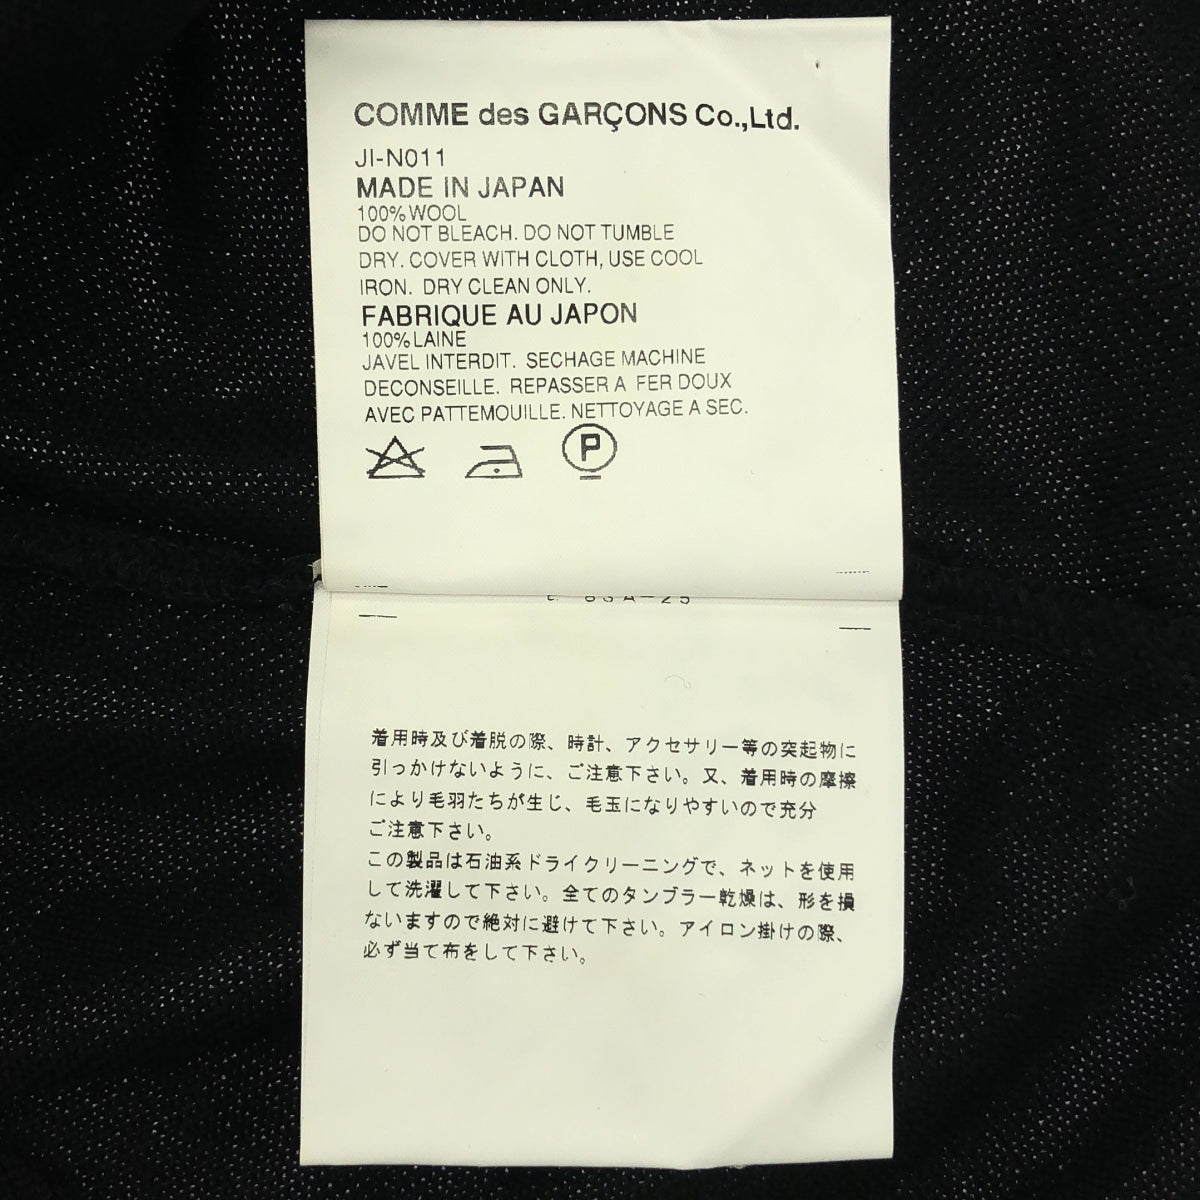 COMME des GARÇONS Co.,Ltd.
JI-N011
MADE IN JAPAN
100%WOOL
DO NOT BLEACH. DO NOT TUMBLE
DRY. COVER WITH CLOTH, USE COOL
IRON. DRY CLEAN ONLY.
FABRIQUE AU JAPON
100%LAINE
JAVEL INTERDIT. SECHAGE MACHINE
DECONSEILLE. REPASSER A FER DOUX
AVEC PATTEMOUILLE. NETTOYAGE A SEC.
P
着用時及び着脱の際、時計、アクセサリー等の突起物に
引っかけないように、ご注意下さい。又、着用時の摩擦
により毛羽たちが生じ、毛玉になりやすいので充分
ご注意下さい。
この製品は石油系ドライクリーニングで、ネットを使用
して洗濯して下さい。全てのタンブラー乾燥は、形を損
ないますので絶対に避けて下さい。アイロン掛けの際、
必ず当て布をして下さい。